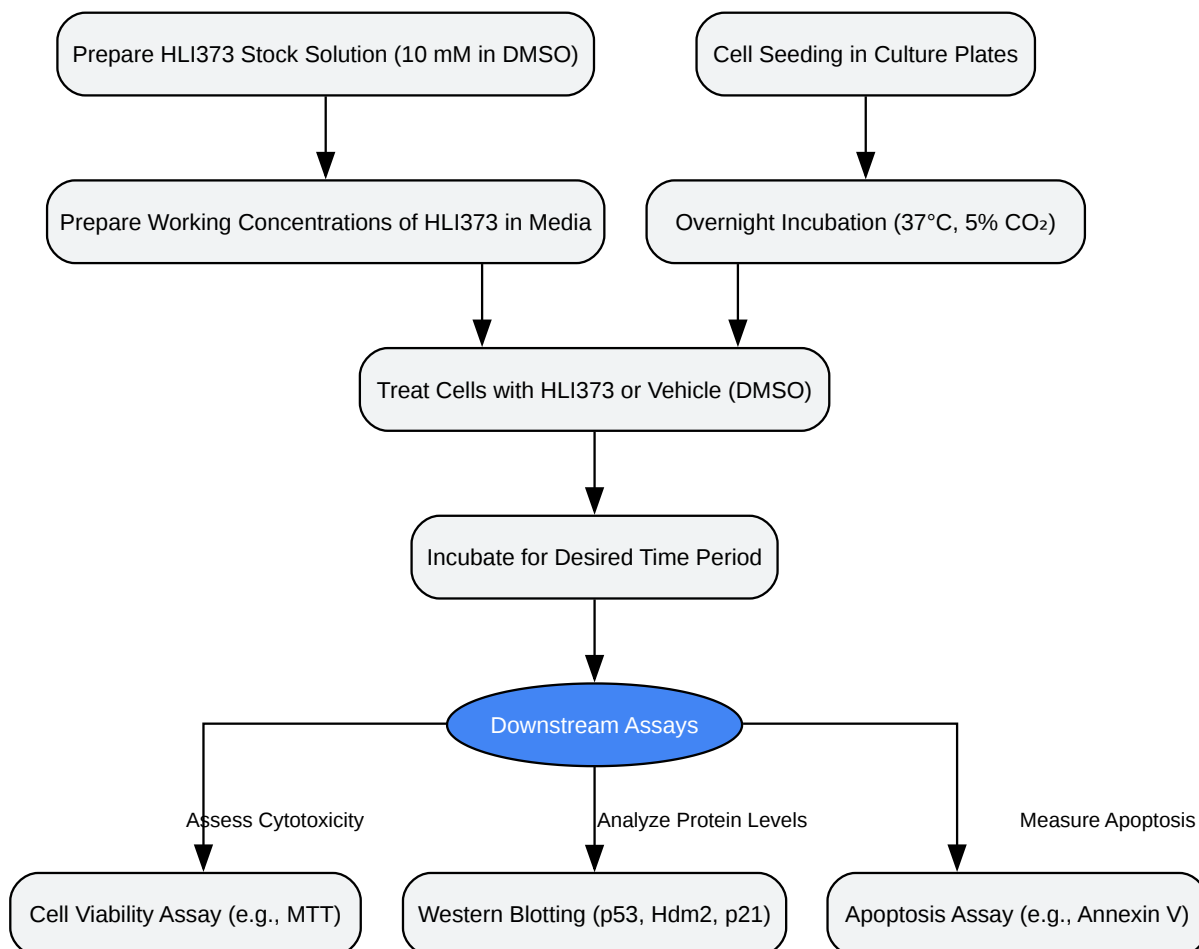 Prepare HLI373 Stock Solution (10 mM in DMSO)
Cell Seeding in Culture Plates
Prepare Working Concentrations of HLI373 in Media
Overnight Incubation (37°C, 5% CO₂)
Treat Cells with HLI373 or Vehicle (DMSO)
Incubate for Desired Time Period
Downstream Assays
Assess Cytotoxicity
Analyze Protein Levels
Measure Apoptosis
Cell Viability Assay (e.g., MTT)
Western Blotting (p53, Hdm2, p21)
Apoptosis Assay (e.g., Annexin V)